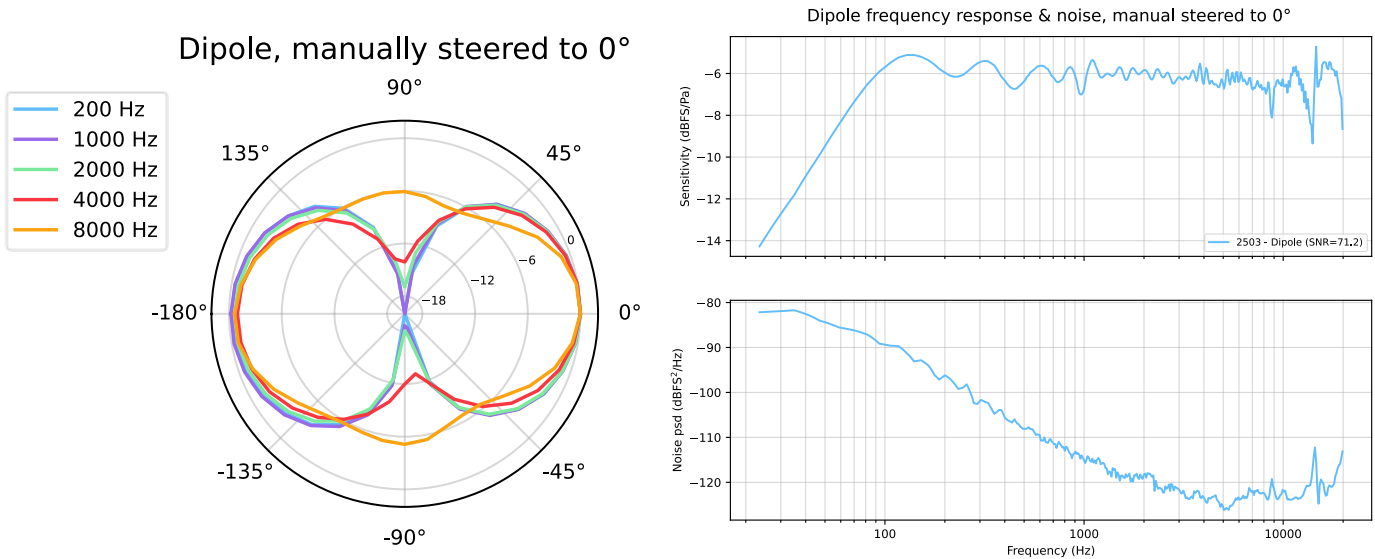 Dipole, manually steered to 0°
200 Hz
1000 Hz
2000 Hz
4000 Hz
8000 Hz
90°
135°
45°
0
−6
−12
−18
-180°
0°
-135°
-45°
-90°
Dipole frequency response & noise, manual steered to 0°
Sensitivity (dBFS/Pa)
−6
−8
−10
−12
−14
2503 - Dipole (SNR=71.2)
Noise psd (dBFS²/Hz)
−80
−90
−100
−110
−120
100
1000
10000
Frequency (Hz)